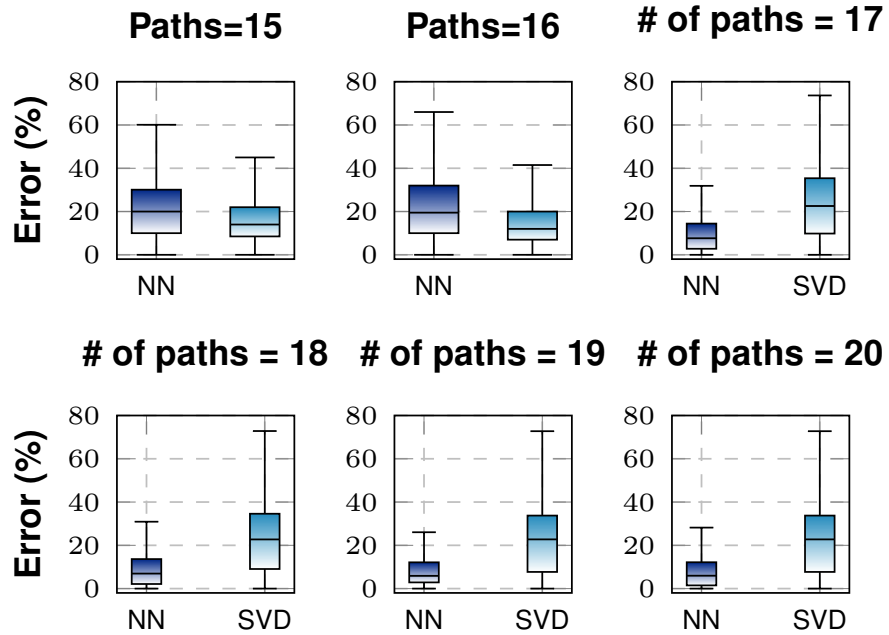 Paths=15
Paths=16
# of paths = 17
Error (%)
80
60
40
20
0
NN
80
60
40
20
0
NN
80
60
40
20
0
NN SVD
# of paths = 18
# of paths = 19
# of paths = 20
Error (%)
80
60
40
20
0
NN SVD
80
60
40
20
0
NN SVD
80
60
40
20
0
NN SVD